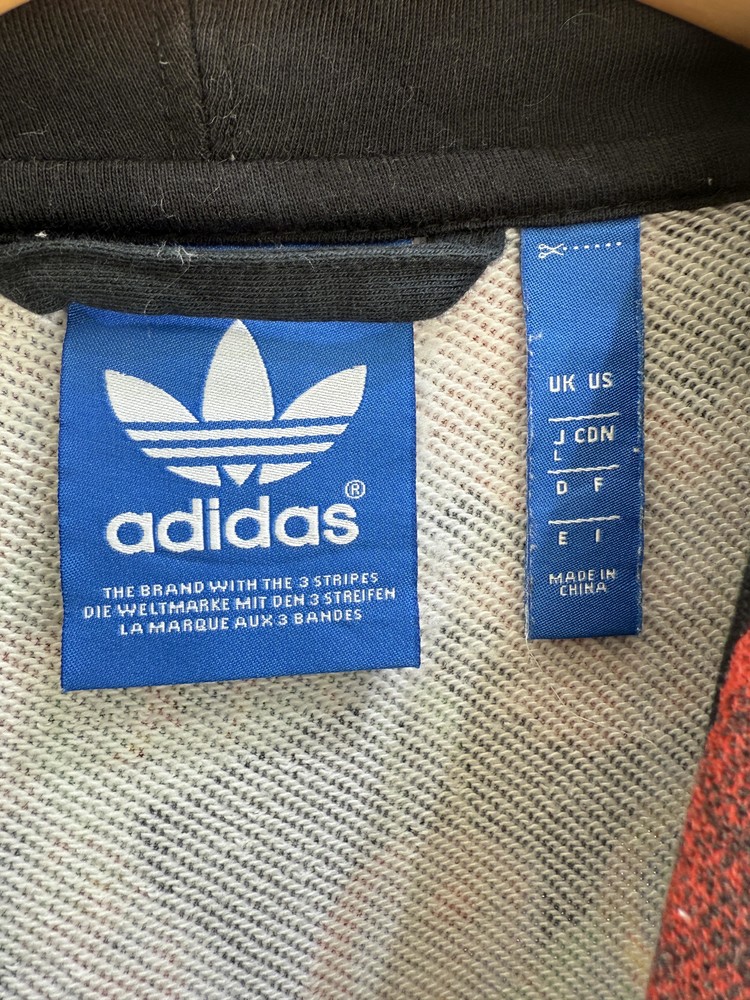 adidas®
THE BRAND WITH THE 3 STRIPES
DIE WELTMARKE MIT DEN 3 STREIFEN
LA MARQUE AUX 3 BANDES
UK US
J CDN
L
D F
E I
MADE IN
CHINA